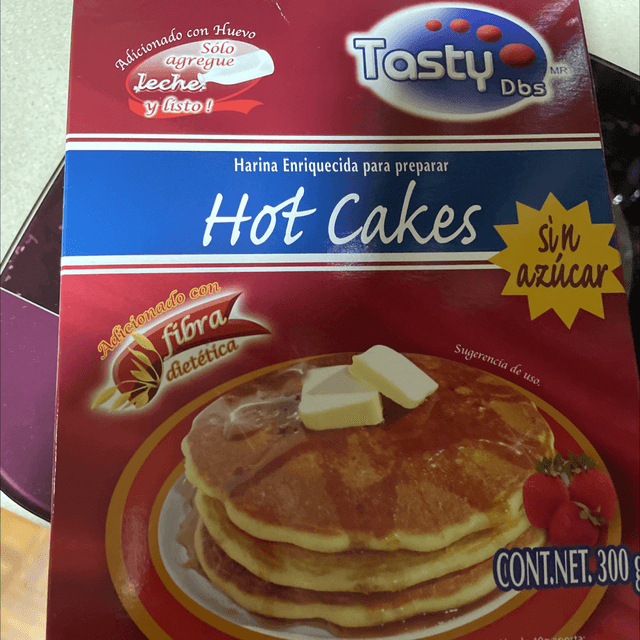 Adicionado con Huevo
Sólo
agregue
leche
y listo !
Tasty
Dbs
MR
Harina Enriquecida para preparar
Hot Cakes
sin
azúcar
Adicionado con
fibra
dietética
Sugerencia de uso.
CONT.NET. 300 g